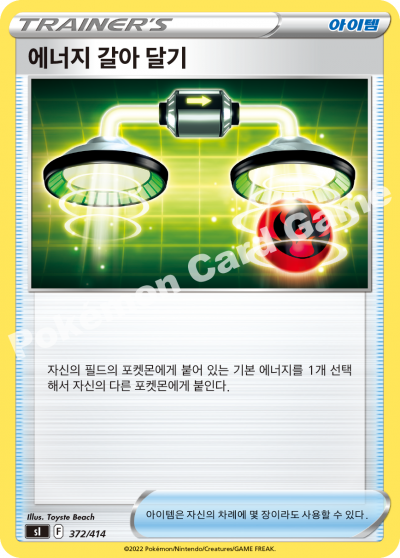 TRAINER'S
아이템
에너지 갈아 달기
Pokémon Card Game
자신의 필드의 포켓몬에게 붙어 있는 기본 에너지를 1개 선택
해서 자신의 다른 포켓몬에게 붙인다.
Illus. Toyste Beach
sI F 372/414
아이템은 자신의 차례에 몇 장이라도 사용할 수 있다.
©2022 Pokémon/Nintendo/Creatures/GAME FREAK.